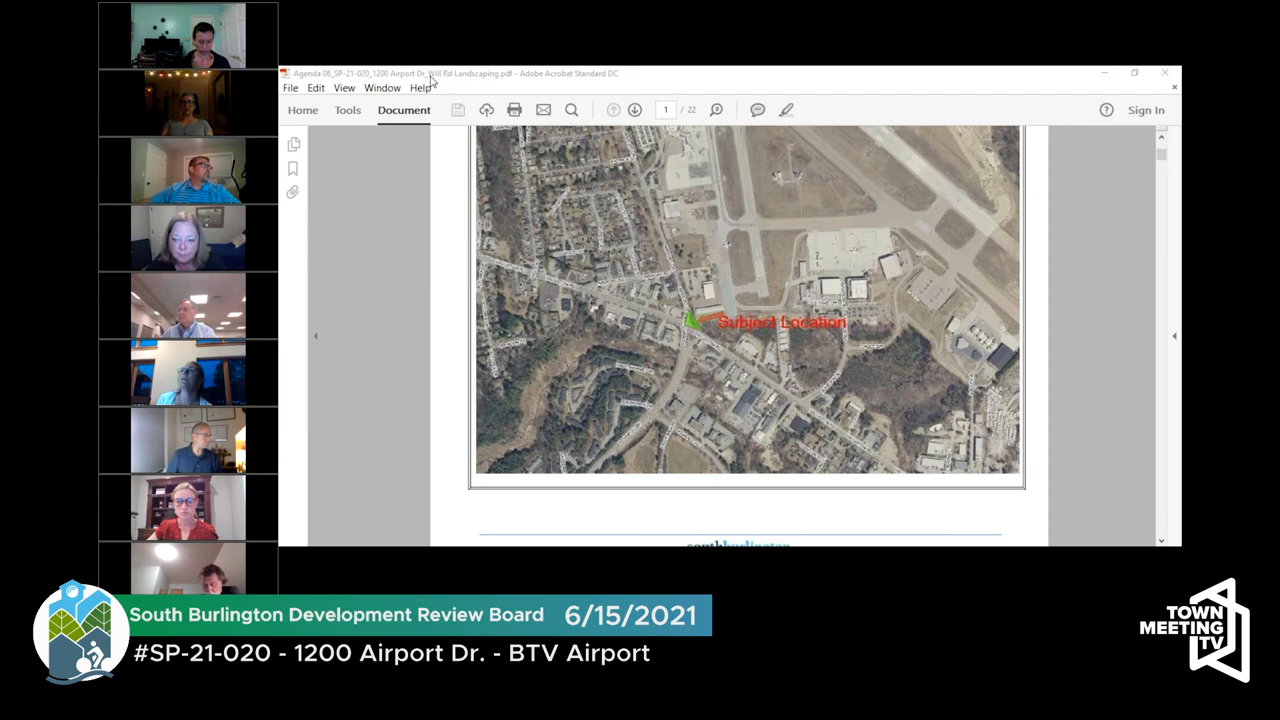 Agenda 08_SP-21-020_1200 Airport Dr_Will Rd Landscaping.pdf - Adobe Acrobat Standard DC
File Edit View Window Help
Home Tools Document 1 / 22 Sign In
Subject Location
southburlington
South Burlington Development Review Board 6/15/2021
#SP-21-020 - 1200 Airport Dr. - BTV Airport
TOWN
MEETING
TV